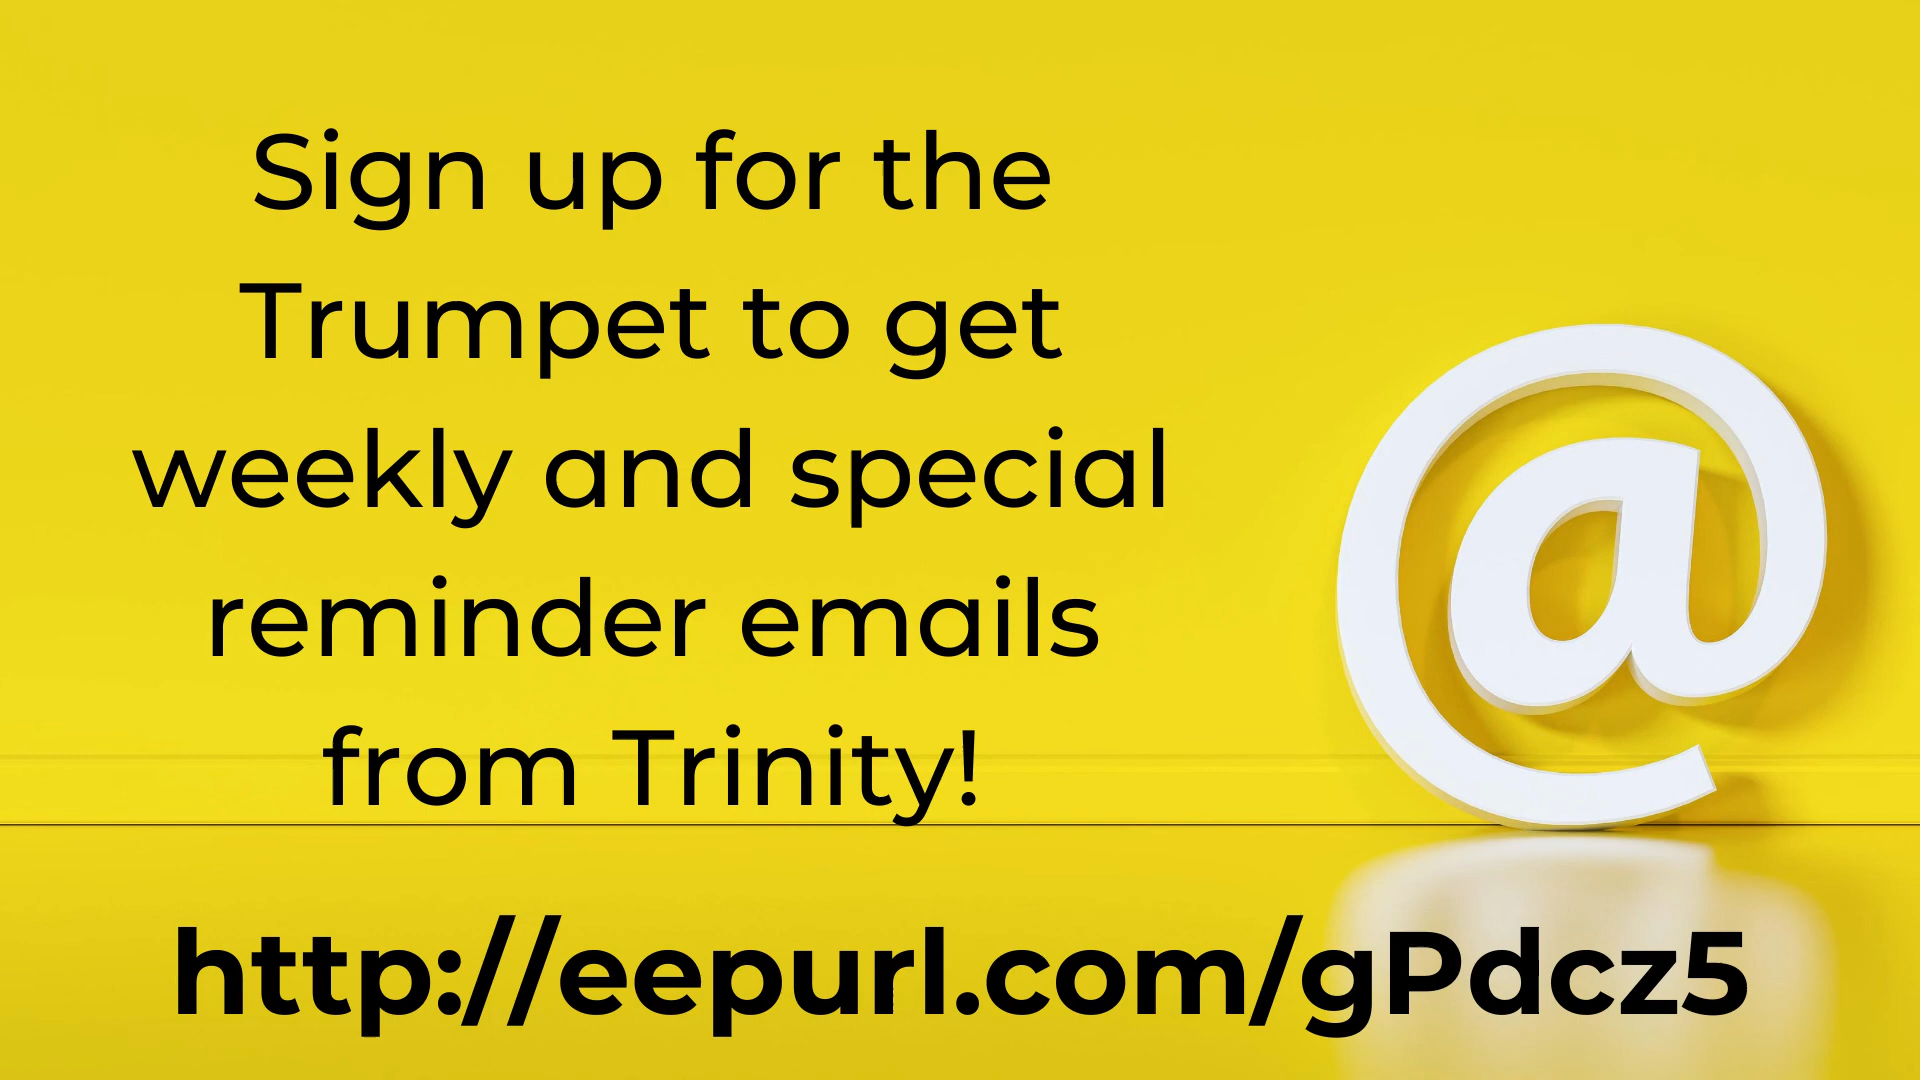 Sign up for the
Trumpet to get
weekly and special
reminder emails
from Trinity!
@
http://eepurl.com/gPdcz5